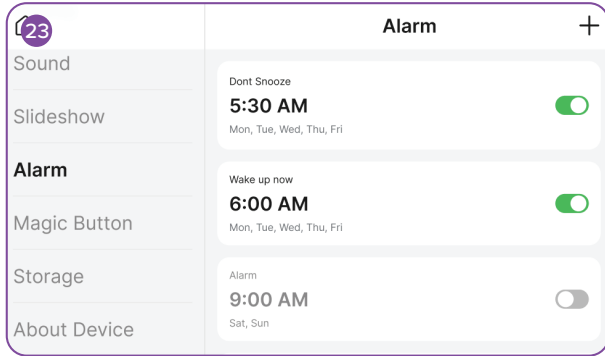 23
Sound
Slideshow
Alarm
Magic Button
Storage
About Device
Alarm
Dont Snooze
5:30 AM
Mon, Tue, Wed, Thu, Fri
Wake up now
6:00 AM
Mon, Tue, Wed, Thu, Fri
Alarm
9:00 AM
Sat, Sun